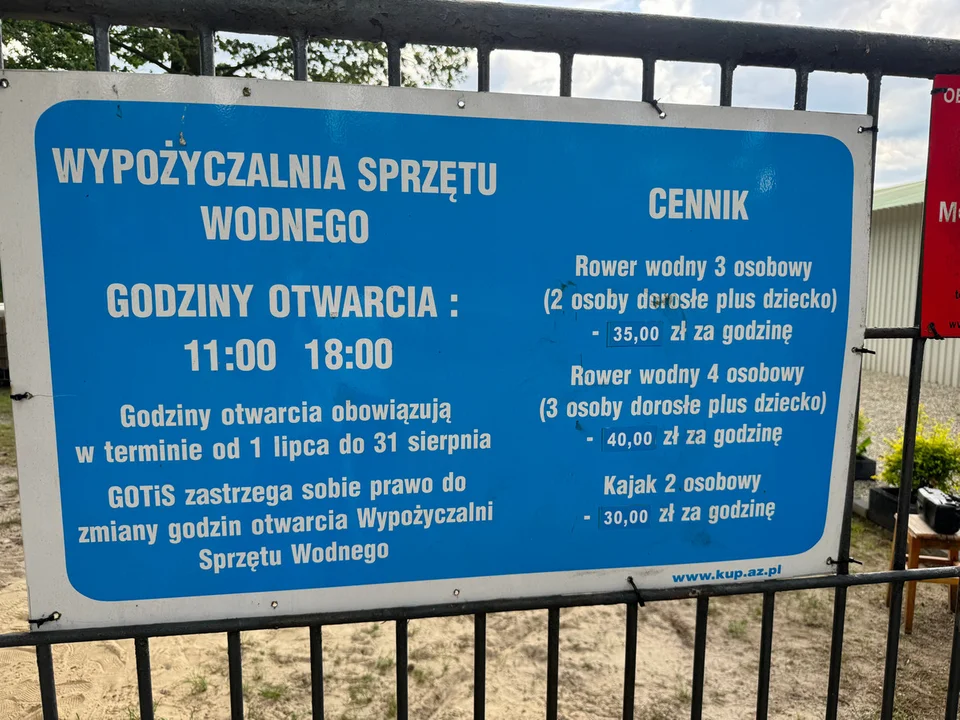 WYPOŻYCZALNIA SPRZĘTU
WODNEGO
GODZINY OTWARCIA :
11:00 18:00
Godziny otwarcia obowiązują
w terminie od 1 lipca do 31 sierpnia
GOTiS zastrzega sobie prawo do
zmiany godzin otwarcia Wypożyczalni
Sprzętu Wodnego
CENNIK
Rower wodny 3 osobowy
(2 osoby dorosłe plus dziecko)
- 35,00 zł za godzinę
Rower wodny 4 osobowy
(3 osoby dorosłe plus dziecko)
- 40,00 zł za godzinę
Kajak 2 osobowy
- 30,00 zł za godzinę
www.kup.az.pl